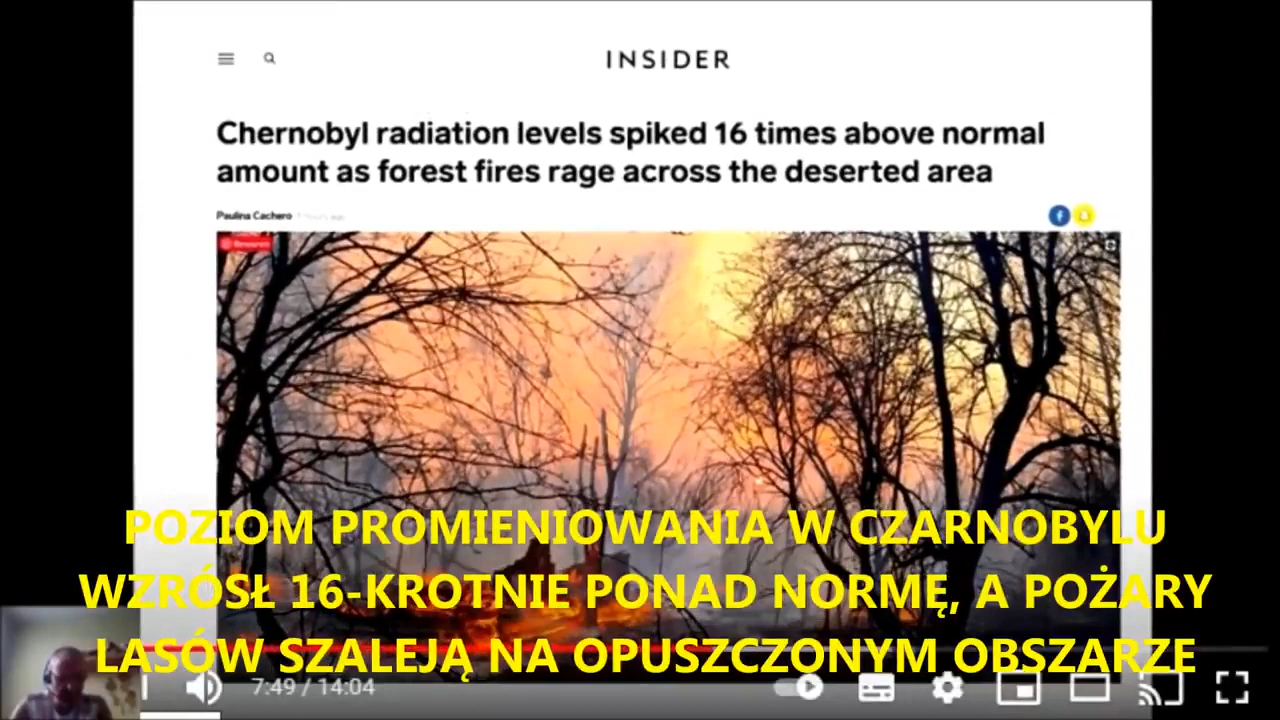 INSIDER
Chernobyl radiation levels spiked 16 times above normal
amount as forest fires rage across the deserted area
Paulina Cachero
POZIOM PROMIENIOWANIA W CZARNOBYLU
WZRÓSŁ 16-KROTNIE PONAD NORMĘ, A POŻARY
LASÓW SZALEJĄ NA OPUSZCZONYM OBSZARZE
7:49 / 14:04